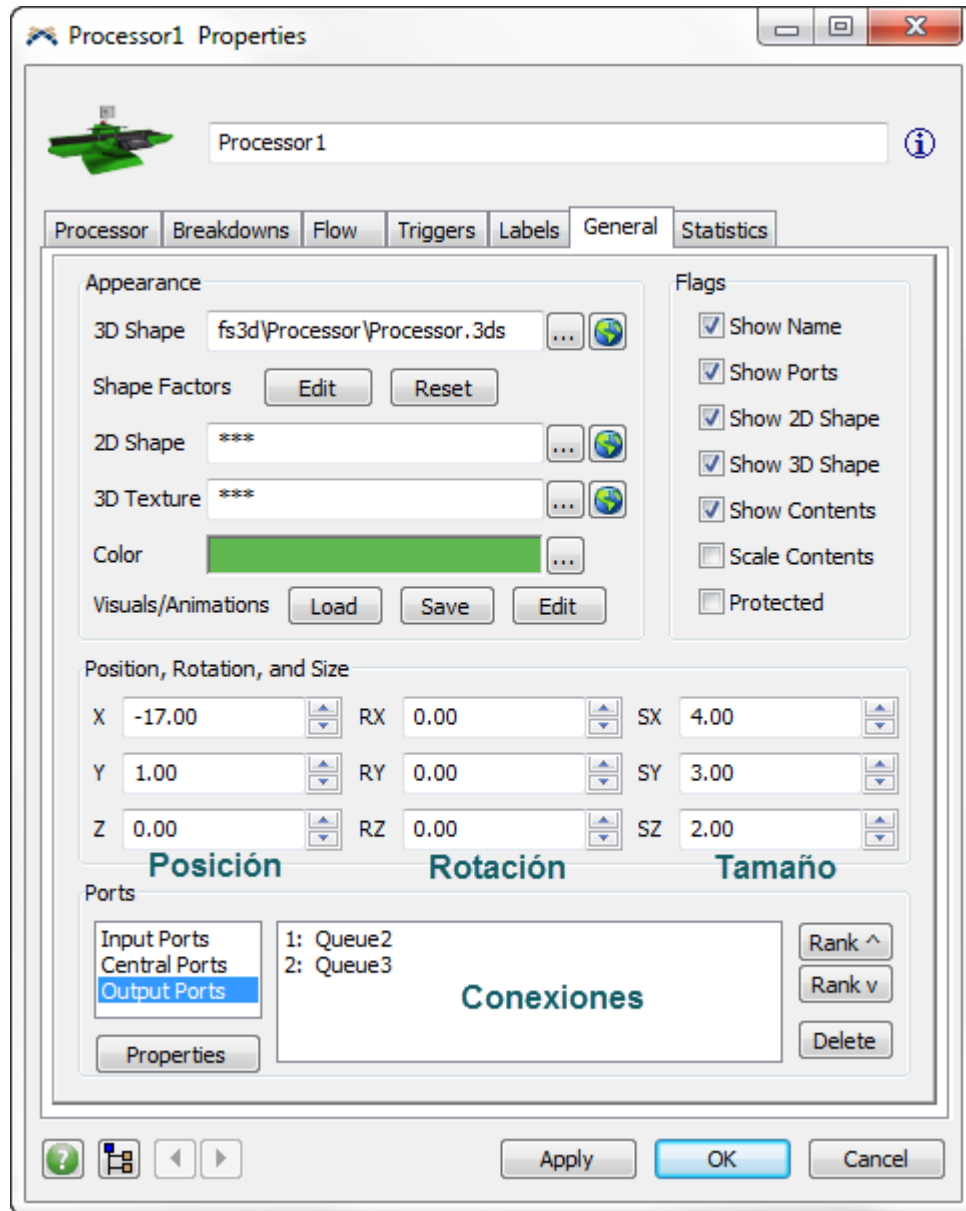 Processor1 Properties
Processor1
Processor Breakdowns Flow Triggers Labels General Statistics
Appearance
3D Shape fs3d\Processor\Processor.3ds ...
Shape Factors Edit Reset
2D Shape *** ...
3D Texture *** ...
Color ...
Visuals/Animations Load Save Edit
Flags
Show Name
Show Ports
Show 2D Shape
Show 3D Shape
Show Contents
Scale Contents
Protected
Position, Rotation, and Size
X -17.00 RX 0.00 SX 4.00
Y 1.00 RY 0.00 SY 3.00
Z 0.00 RZ 0.00 SZ 2.00
Posición Rotación Tamaño
Ports
Input Ports
Central Ports
Output Ports
Properties
1: Queue2
2: Queue3
Conexiones
Rank ^
Rank v
Delete
Apply OK Cancel